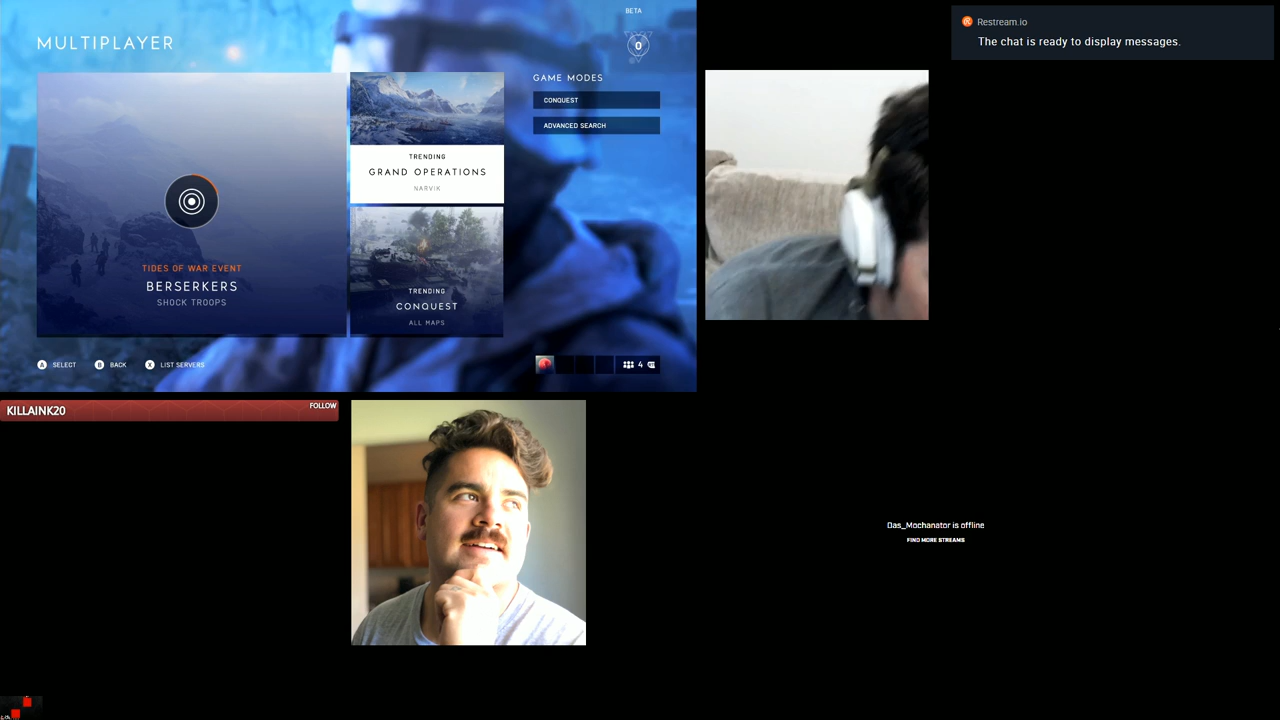 BETA
MULTIPLAYER
0
GAME MODES
CONQUEST
ADVANCED SEARCH
TRENDING
GRAND OPERATIONS
NARVIK
TIDES OF WAR EVENT
BERSERKERS
SHOCK TROOPS
TRENDING
CONQUEST
ALL MAPS
A SELECT
B BACK
X LIST SERVERS
4
Restream.io
The chat is ready to display messages.
KILLAINK20
FOLLOW
Das_Mochanator is offline
FIND MORE STREAMS